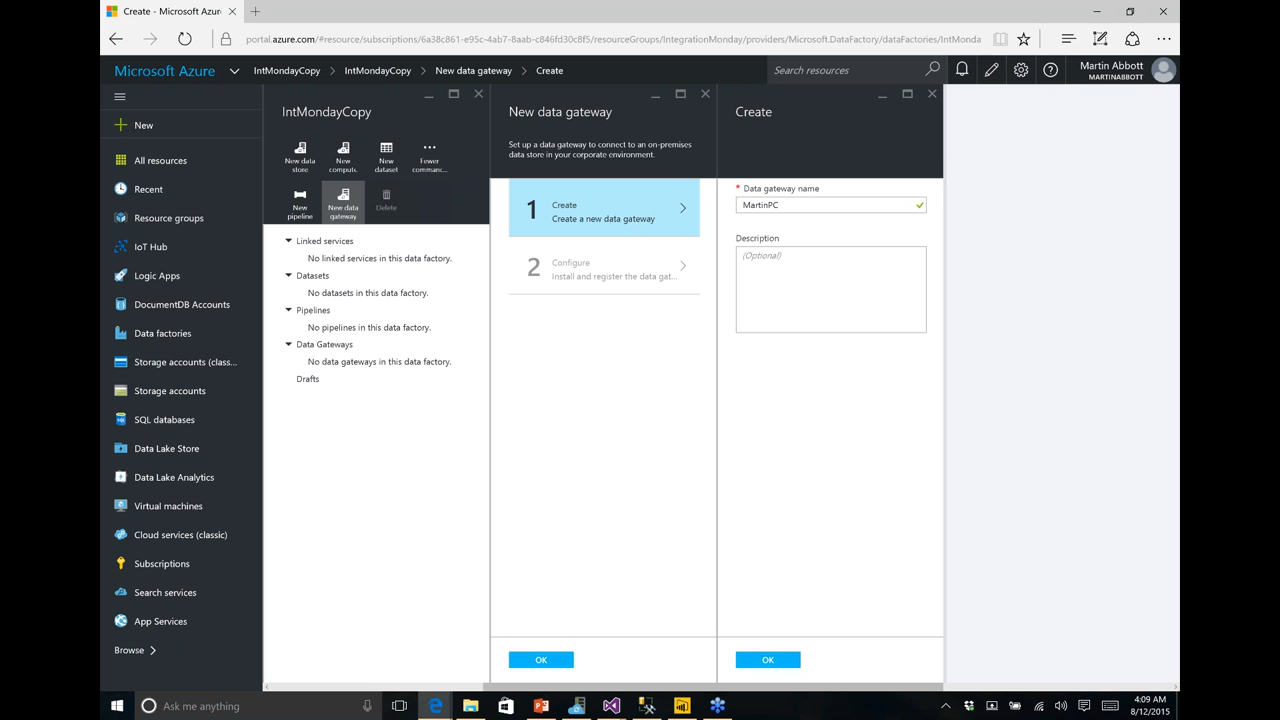 Create - Microsoft Azur
portal.azure.com/#resource/subscriptions/6a38c861-e95c-4ab7-8aab-c846fd30c8f5/resourceGroups/IntegrationMonday/providers/Microsoft.DataFactory/dataFactories/IntMonda
Microsoft Azure
IntMondayCopy
IntMondayCopy
New data gateway
Create
Search resources
Martin Abbott
MARTINABBOTT
New
All resources
Recent
Resource groups
IoT Hub
Logic Apps
DocumentDB Accounts
Data factories
Storage accounts (class...
Storage accounts
SQL databases
Data Lake Store
Data Lake Analytics
Virtual machines
Cloud services (classic)
Subscriptions
Search services
App Services
Browse
IntMondayCopy
New data
store
New
comput.
New
dataset
Fewer
commanc...
New
pipeline
New data
gateway
Delete
Linked services
No linked services in this data factory.
Datasets
No datasets in this data factory.
Pipelines
No pipelines in this data factory.
Data Gateways
No data gateways in this data factory.
Drafts
New data gateway
Set up a data gateway to connect to an on-premises
data store in your corporate environment.
1
Create
Create a new data gateway
2
Configure
Install and register the data gat...
OK
Create
* Data gateway name
MartinPC
Description
(Optional)
OK
Ask me anything
4:09 AM
8/12/2015